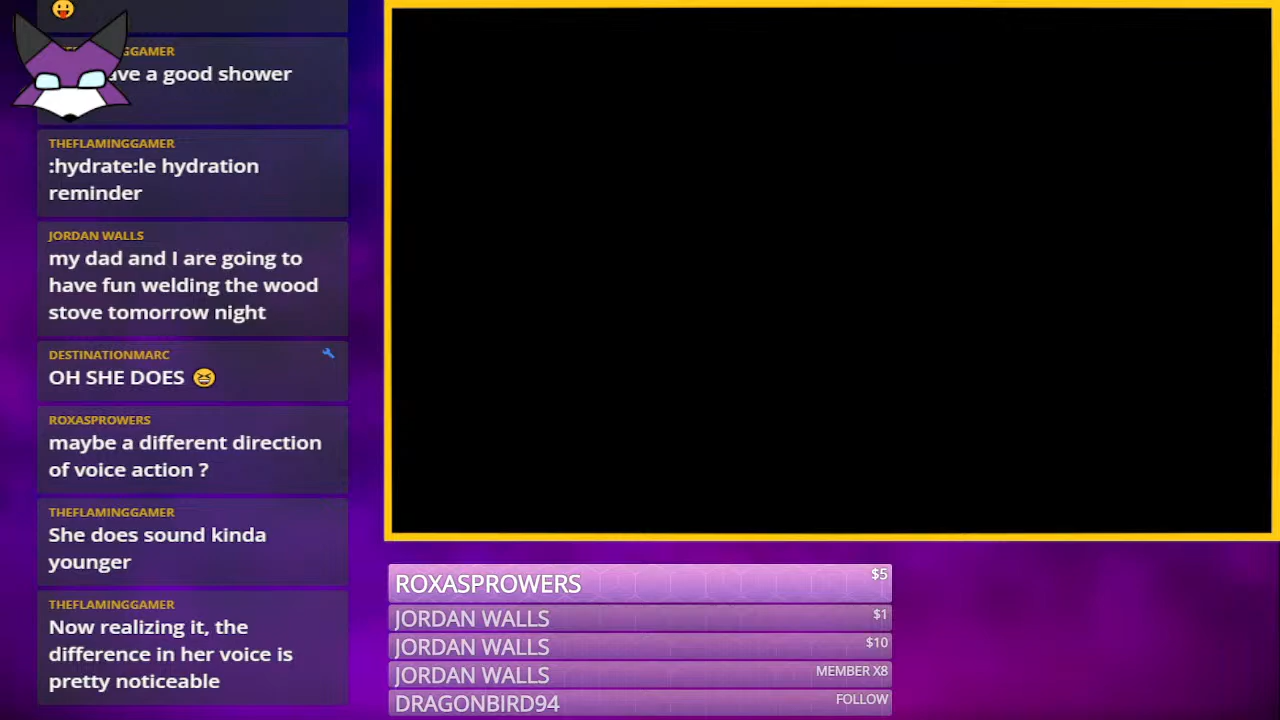 GGAMER
ave a good shower
THEFLAMINGGAMER
:hydrate:le hydration
reminder
JORDAN WALLS
my dad and I are going to
have fun welding the wood
stove tomorrow night
DESTINATIONMARC
OH SHE DOES 😆
ROXASPROWERS
maybe a different direction
of voice action ?
THEFLAMINGGAMER
She does sound kinda
younger
THEFLAMINGGAMER
Now realizing it, the
difference in her voice is
pretty noticeable
ROXASPROWERS $5
JORDAN WALLS $1
JORDAN WALLS $10
JORDAN WALLS MEMBER X8
DRAGONBIRD94 FOLLOW